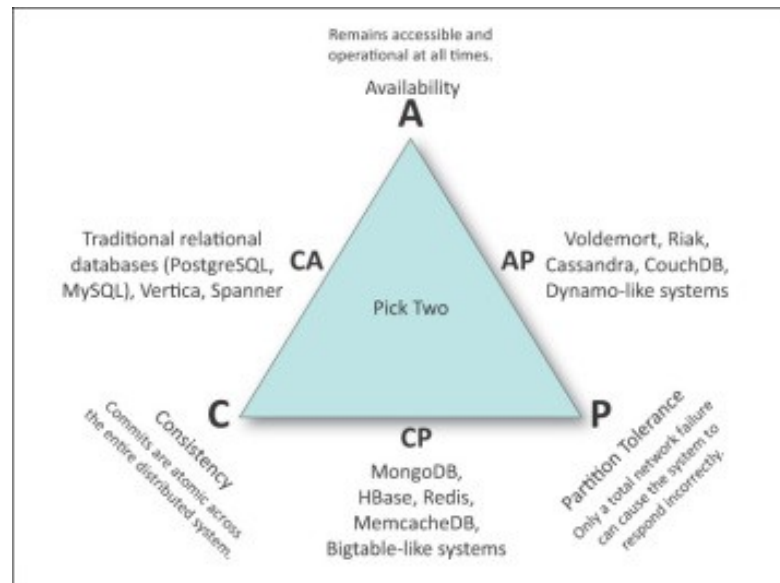 Remains accessible and
operational at all times.
Availability
A
Traditional relational
databases (PostgreSQL,
MySQL), Vertica, Spanner
CA
AP
Voldemort, Riak,
Cassandra, CouchDB,
Dynamo-like systems
Pick Two
C
P
Consistency
Commits are atomic across
the entire distributed system.
CP
MongoDB,
HBase, Redis,
MemcacheDB,
Bigtable-like systems
Partition Tolerance
Only a total network failure
can cause the system to
respond incorrectly.